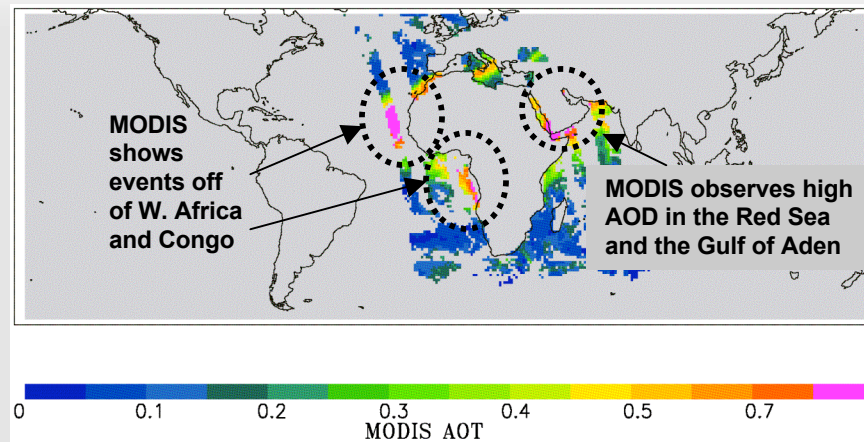 MODIS
shows
events off
of W. Africa
and Congo
MODIS observes high
AOD in the Red Sea
and the Gulf of Aden
0 0.1 0.2 0.3 0.4 0.5 0.7
MODIS AOT